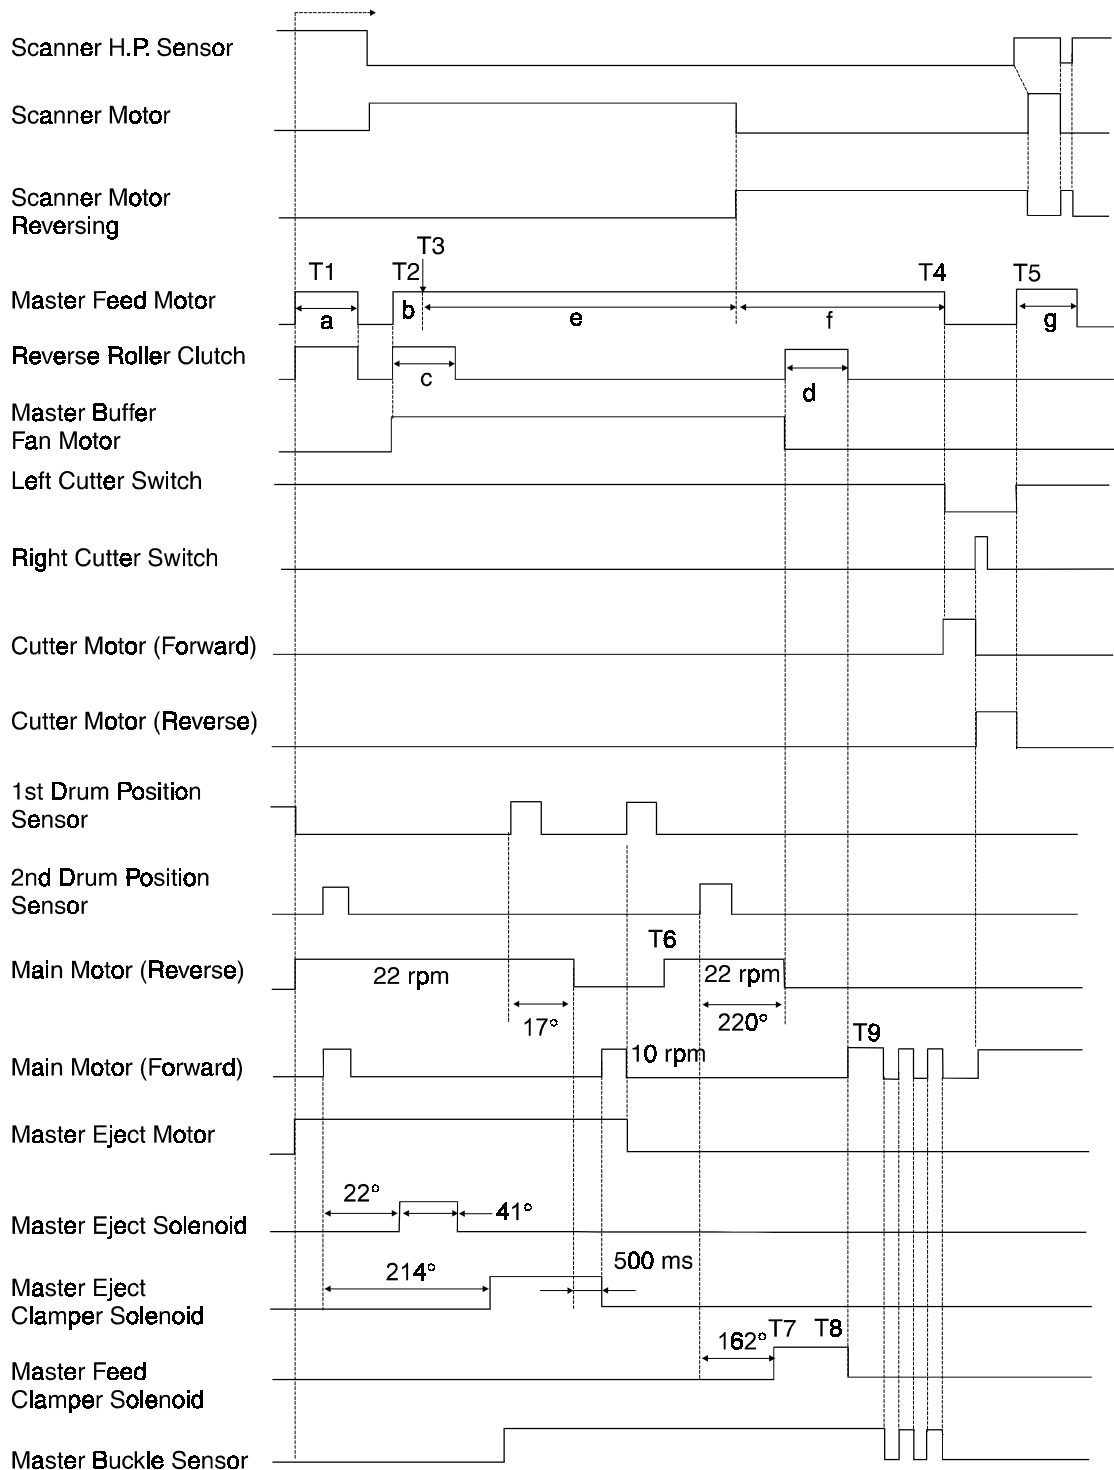 Scanner H.P. Sensor
Scanner Motor
Scanner Motor
Reversing
T3
T1
T2
T4
T5
Master Feed Motor
a
b
e
f
g
Reverse Roller Clutch
c
d
Master Buffer
Fan Motor
Left Cutter Switch
Right Cutter Switch
Cutter Motor (Forward)
Cutter Motor (Reverse)
1st Drum Position
Sensor
2nd Drum Position
Sensor
T6
Main Motor (Reverse)
22 rpm
22 rpm
17°
220°
T9
Main Motor (Forward)
10 rpm
Master Eject Motor
22°
41°
Master Eject Solenoid
500 ms
214°
Master Eject
Clamper Solenoid
162°
T7
T8
Master Feed
Clamper Solenoid
Master Buckle Sensor